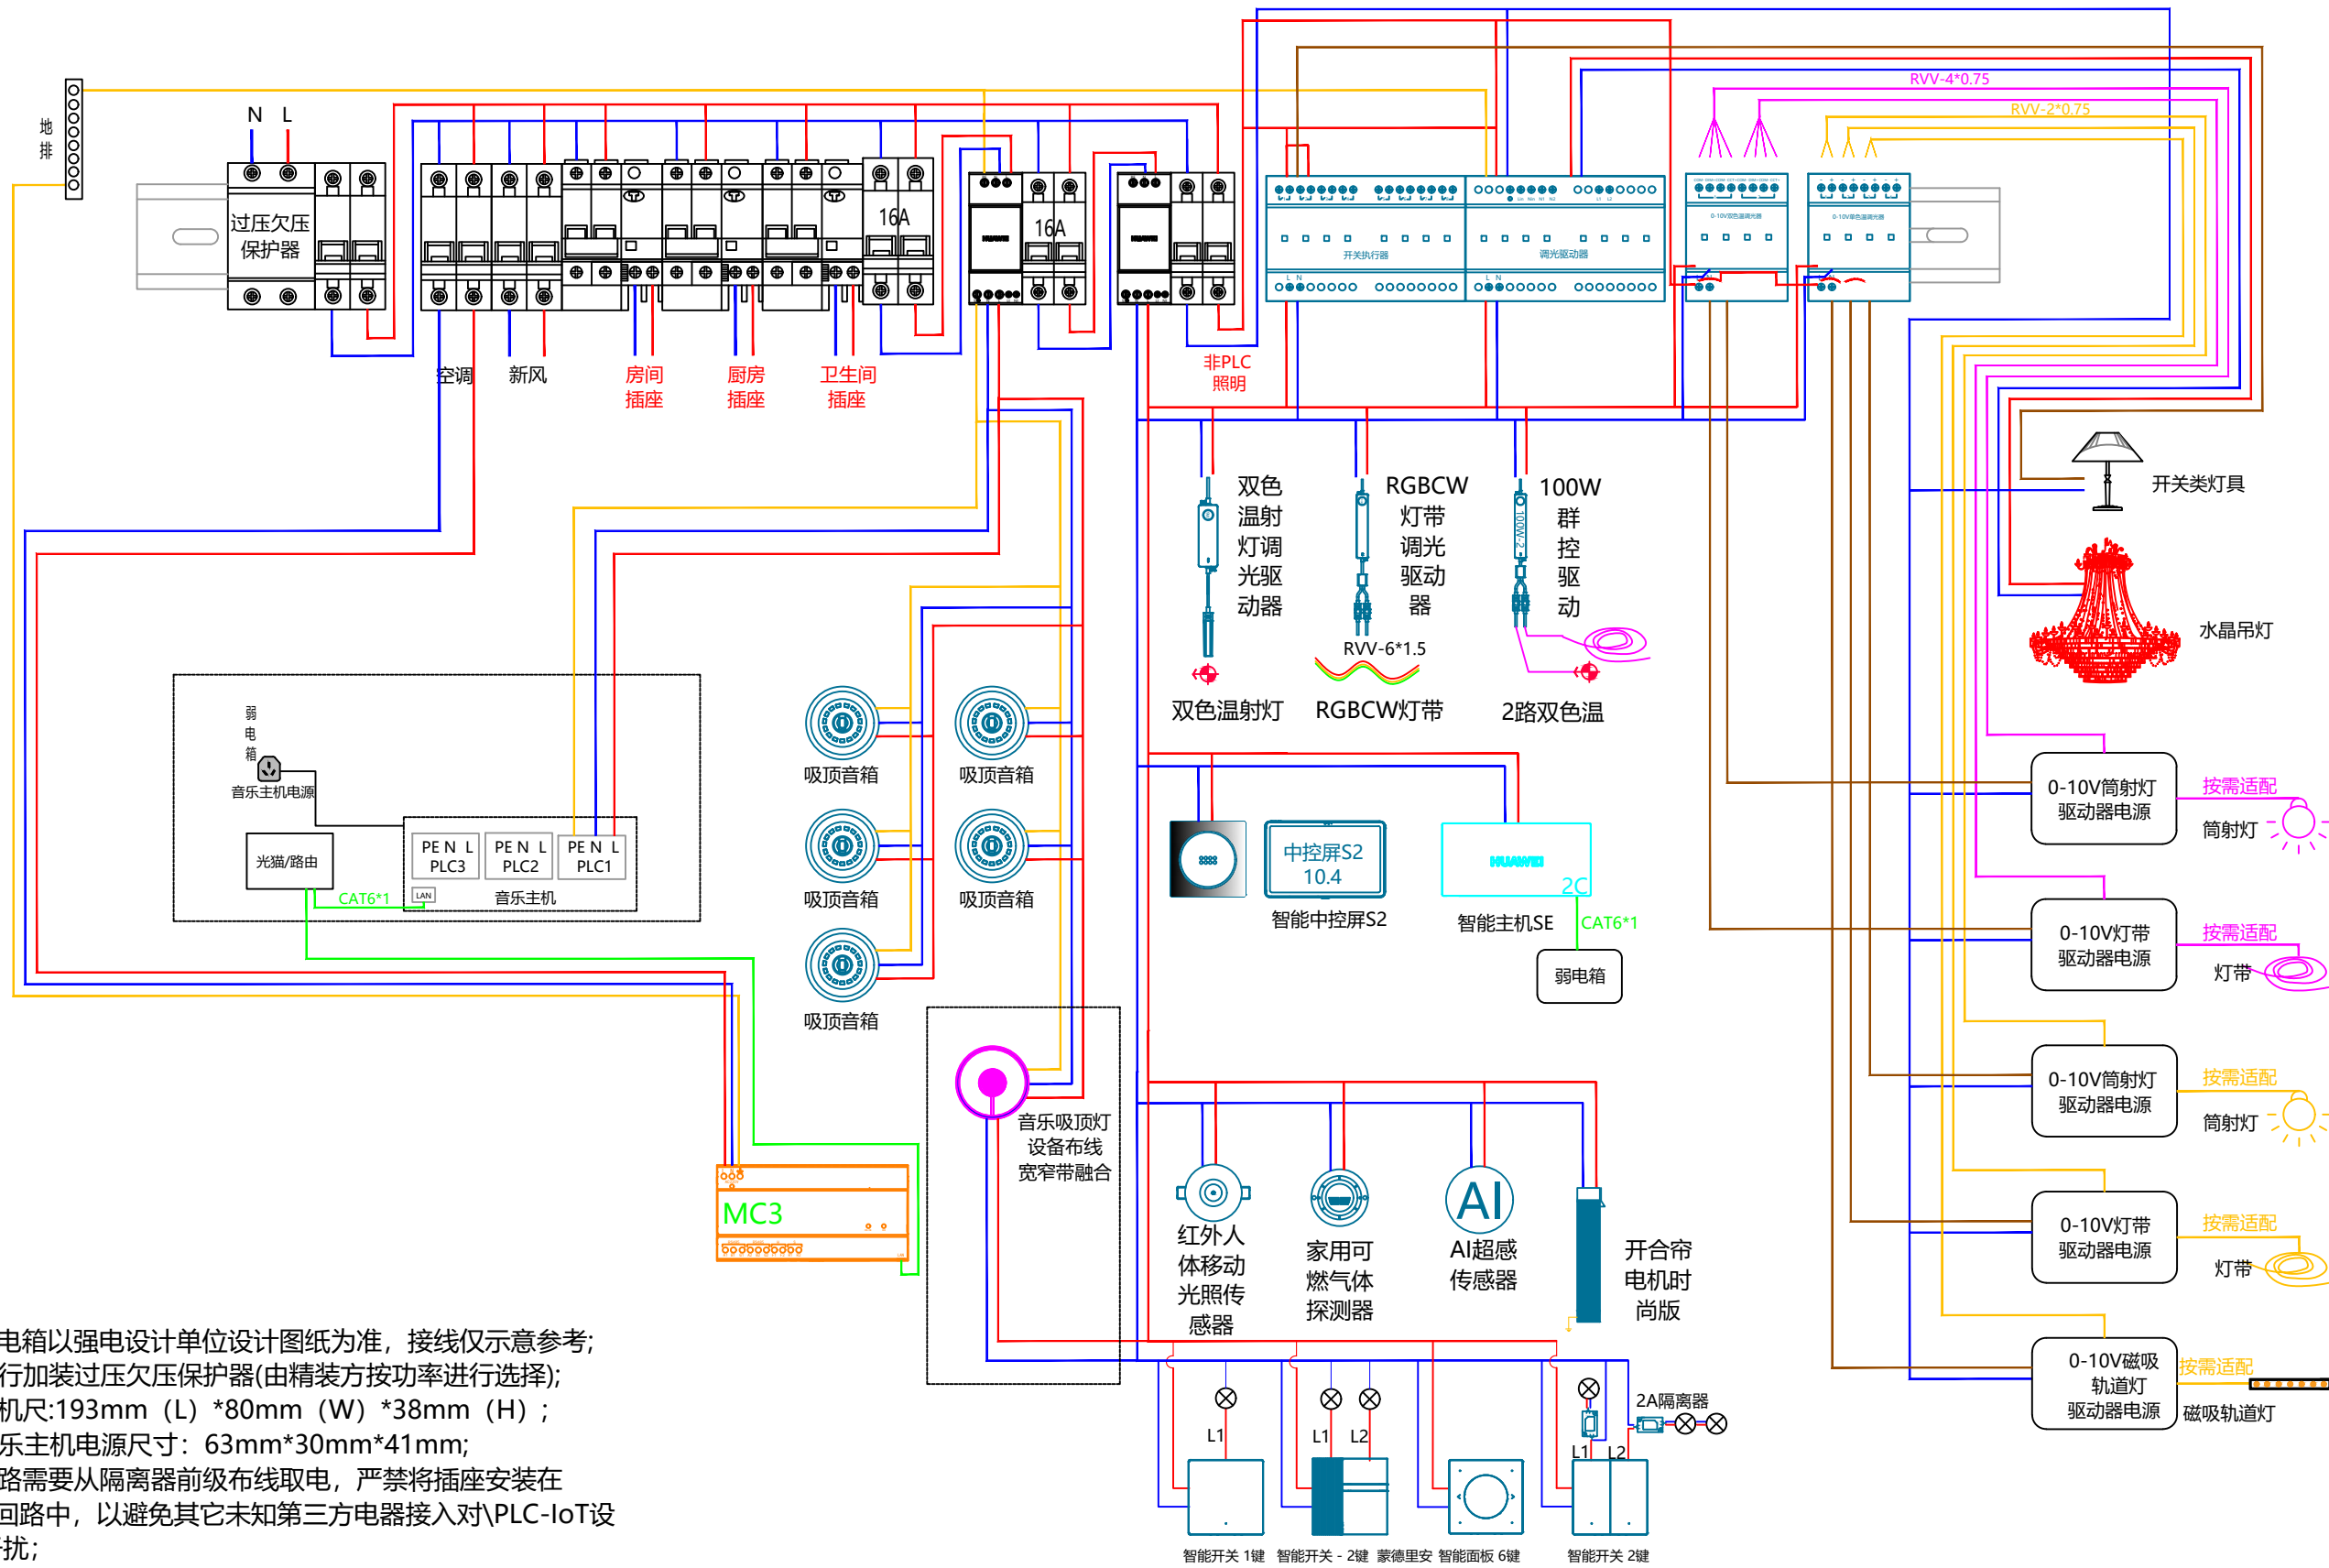 RVV-4*0.75
RVV-2*0.75
地
排
N L
过压欠压
保护器
16A
HUAWEI
16A
HUAWEI
开关执行器
调光驱动器
0-10V双色温调光器
0-10V单色温调光器
L N
L N
空调
新风
房间
插座
厨房
插座
卫生间
插座
非PLC
照明
双色
温射
灯调
光驱
动器
RGBCW
灯带
调光
驱动
器
100W
群
控
驱
动
100W-2
RVV-6*1.5
双色温射灯
RGBCW灯带
2路双色温
开关类灯具
水晶吊灯
弱
电
箱
音乐主机电源
光猫/路由
CAT6*1
PE N L
PLC3
PE N L
PLC2
PE N L
PLC1
LAN
音乐主机
吸顶音箱
吸顶音箱
吸顶音箱
吸顶音箱
吸顶音箱
中控屏S2
10.4
智能中控屏S2
HUAWEI
2C
智能主机SE
CAT6*1
弱电箱
0-10V筒射灯
驱动器电源
按需适配
筒射灯
0-10V灯带
驱动器电源
按需适配
灯带
0-10V筒射灯
驱动器电源
按需适配
筒射灯
0-10V灯带
驱动器电源
按需适配
灯带
0-10V磁吸
轨道灯
驱动器电源
按需适配
磁吸轨道灯
音乐吸顶灯
设备布线
宽窄带融合
MC3
红外人
体移动
光照传
感器
家用可
燃气体
探测器
AI
AI超感
传感器
开合帘
电机时
尚版
2A隔离器
L1
L1 L2
L1 L2
智能开关 1键
智能开关 - 2键
蒙德里安
智能面板 6键
智能开关 2键
电箱以强电设计单位设计图纸为准，接线仅示意参考;
行加装过压欠压保护器(由精装方按功率进行选择);
机尺:193mm（L）*80mm（W）*38mm（H）;
乐主机电源尺寸：63mm*30mm*41mm;
路需要从隔离器前级布线取电，严禁将插座安装在
回路中，以避免其它未知第三方电器接入对\PLC-IoT设
扰；